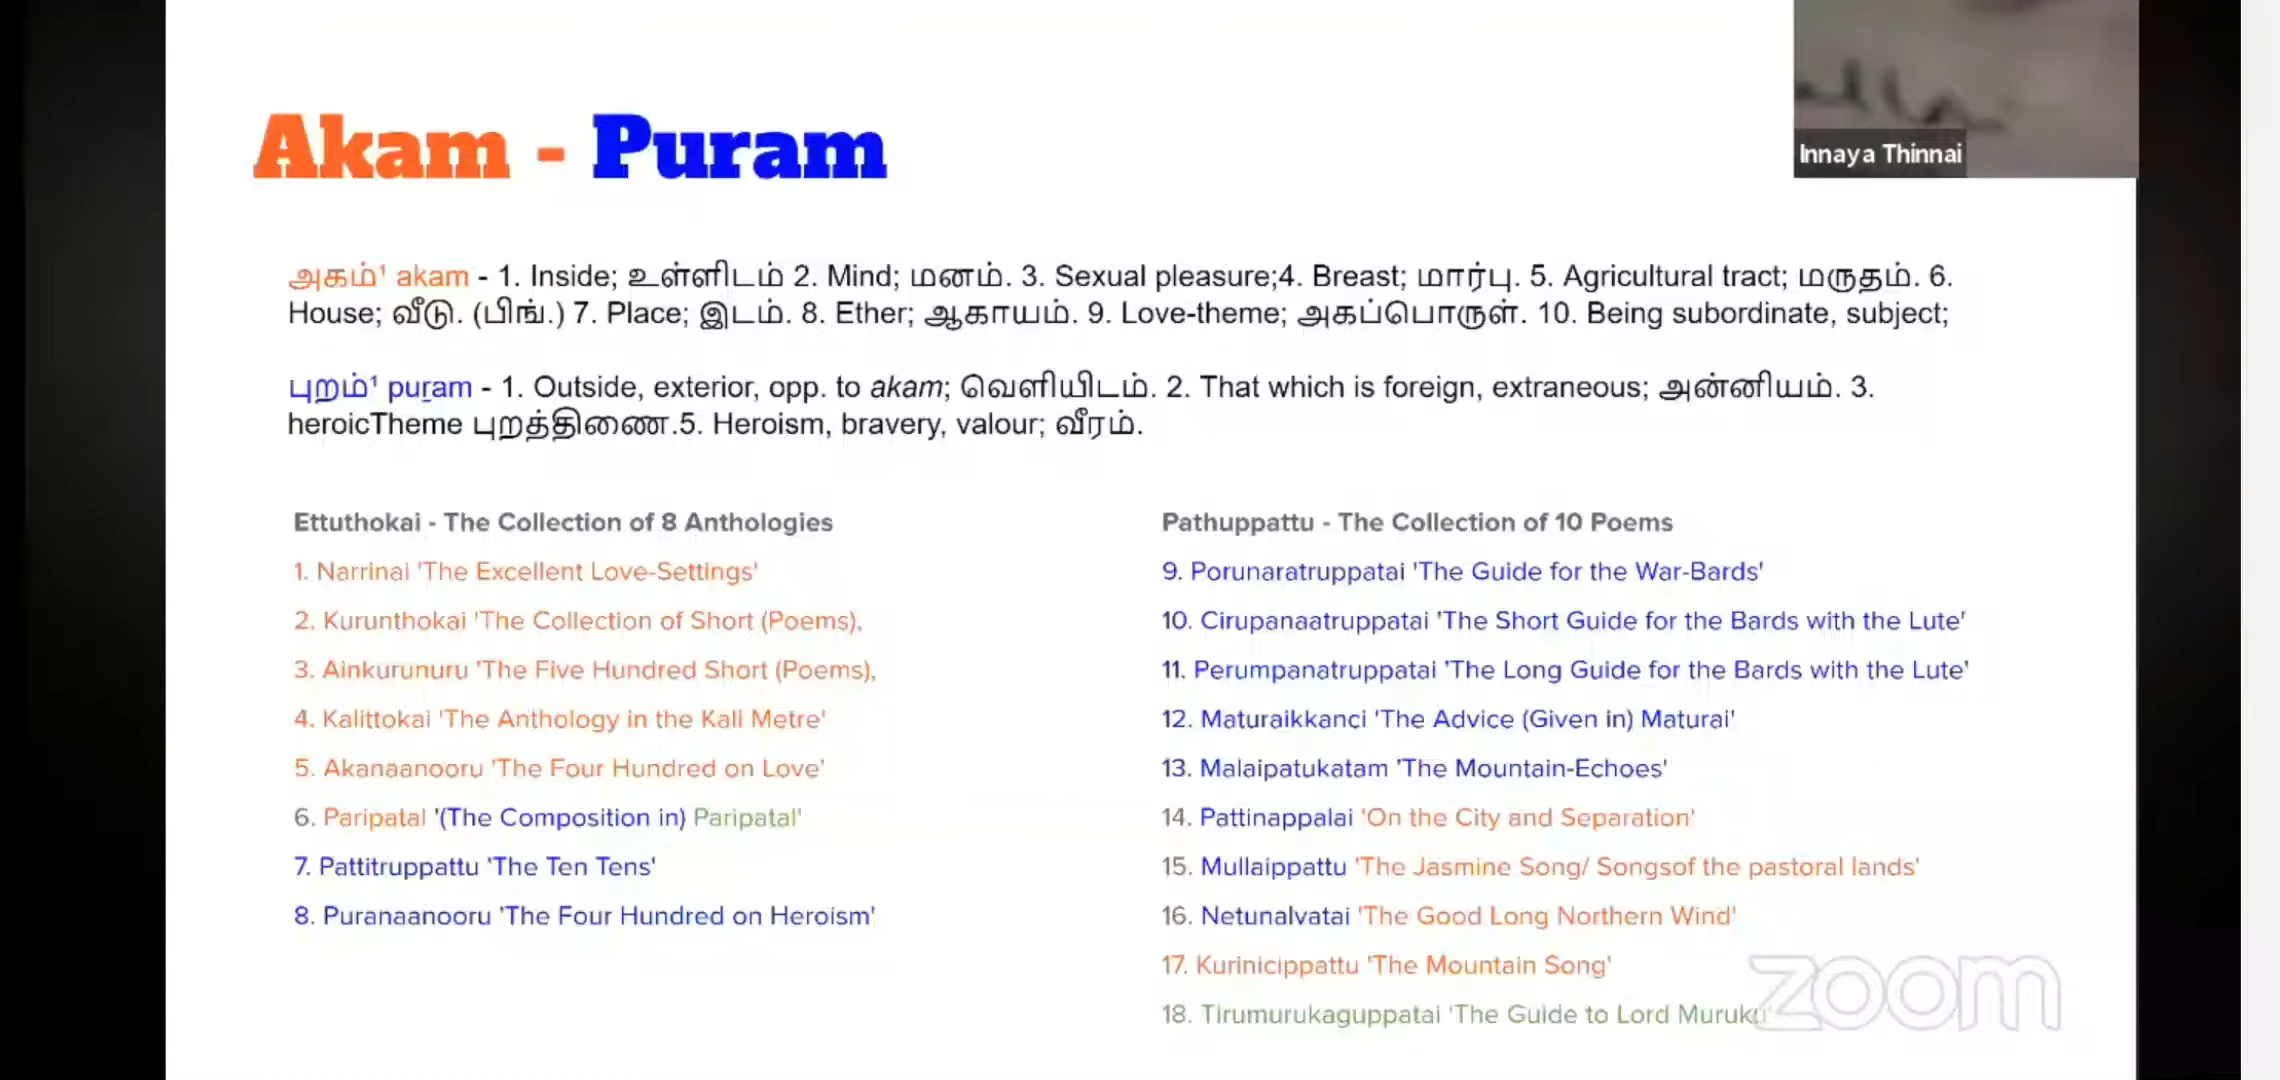 Akam - Puram
Innaya Thinnai
அகம்¹ akam - 1. Inside; உள்ளிடம் 2. Mind; மனம். 3. Sexual pleasure;4. Breast; மார்பு. 5. Agricultural tract; மருதம். 6.
House; வீடு. (பிங்.) 7. Place; இடம். 8. Ether; ஆகாயம். 9. Love-theme; அகப்பொருள். 10. Being subordinate, subject;
புறம்¹ puṟam - 1. Outside, exterior, opp. to akam; வெளியிடம். 2. That which is foreign, extraneous; அன்னியம். 3.
heroicTheme புறத்திணை.5. Heroism, bravery, valour; வீரம்.
Ettuthokai - The Collection of 8 Anthologies
1. Narrinai 'The Excellent Love-Settings'
2. Kurunthokai 'The Collection of Short (Poems),
3. Ainkurunuru 'The Five Hundred Short (Poems),
4. Kalittokai 'The Anthology in the Kali Metre'
5. Akanaanooru 'The Four Hundred on Love'
6. Paripatal '(The Composition in) Paripatal'
7. Pattitruppattu 'The Ten Tens'
8. Puranaanooru 'The Four Hundred on Heroism'
Pathuppattu - The Collection of 10 Poems
9. Porunaratruppatai 'The Guide for the War-Bards'
10. Cirupanaatruppatai 'The Short Guide for the Bards with the Lute'
11. Perumpanatruppatai 'The Long Guide for the Bards with the Lute'
12. Maturaikkanci 'The Advice (Given in) Maturai'
13. Malaipatukatam 'The Mountain-Echoes'
14. Pattinappalai 'On the City and Separation'
15. Mullaippattu 'The Jasmine Song/ Songsof the pastoral lands'
16. Netunalvatai 'The Good Long Northern Wind'
17. Kurinicippattu 'The Mountain Song'
18. Tirumurukaguppatai 'The Guide to Lord Muruku'
zoom